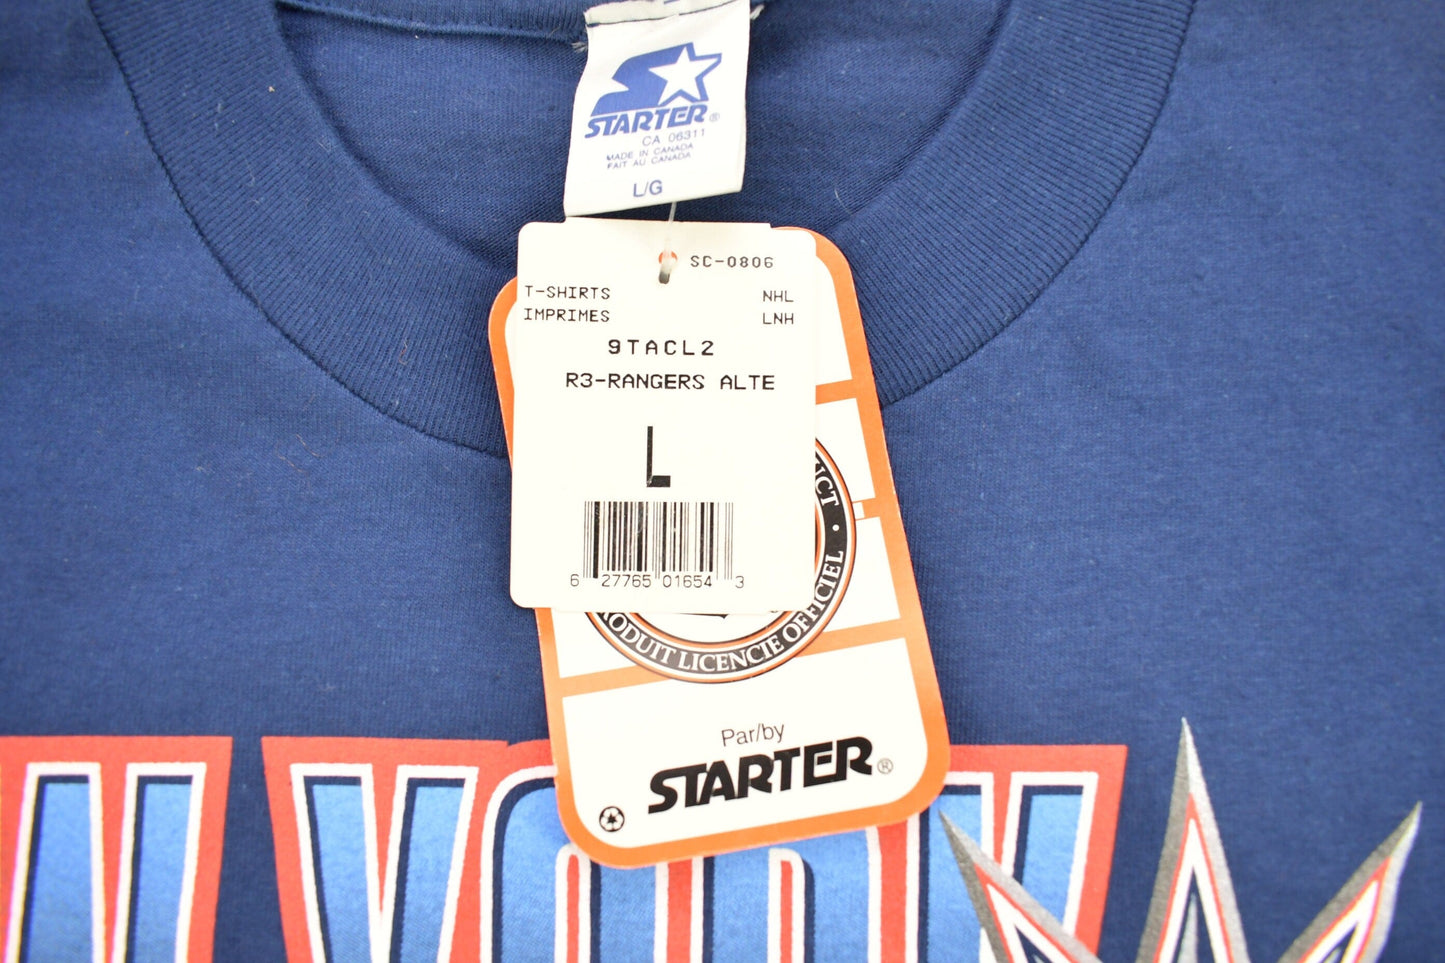 STARTER®
CA 06311
MADE IN CANADA
FAIT AU CANADA
L/G
SC-0806
T-SHIRTS NHL
IMPRIMES LNH
9TACL2
R3-RANGERS ALTE
L
6 27765 01654 3
LICENCIE OFFICIEL
Par/by
STARTER®
YORK